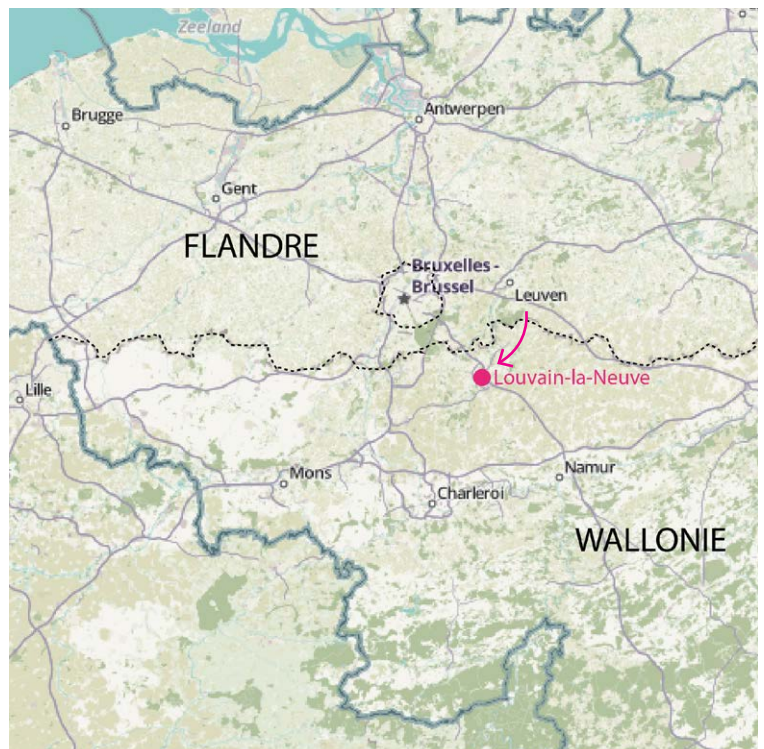 Zeeland
Antwerpen
Brugge
Gent
FLANDRE
Bruxelles -
Brussel
Leuven
Louvain-la-Neuve
Lille
Mons
Namur
Charleroi
WALLONIE